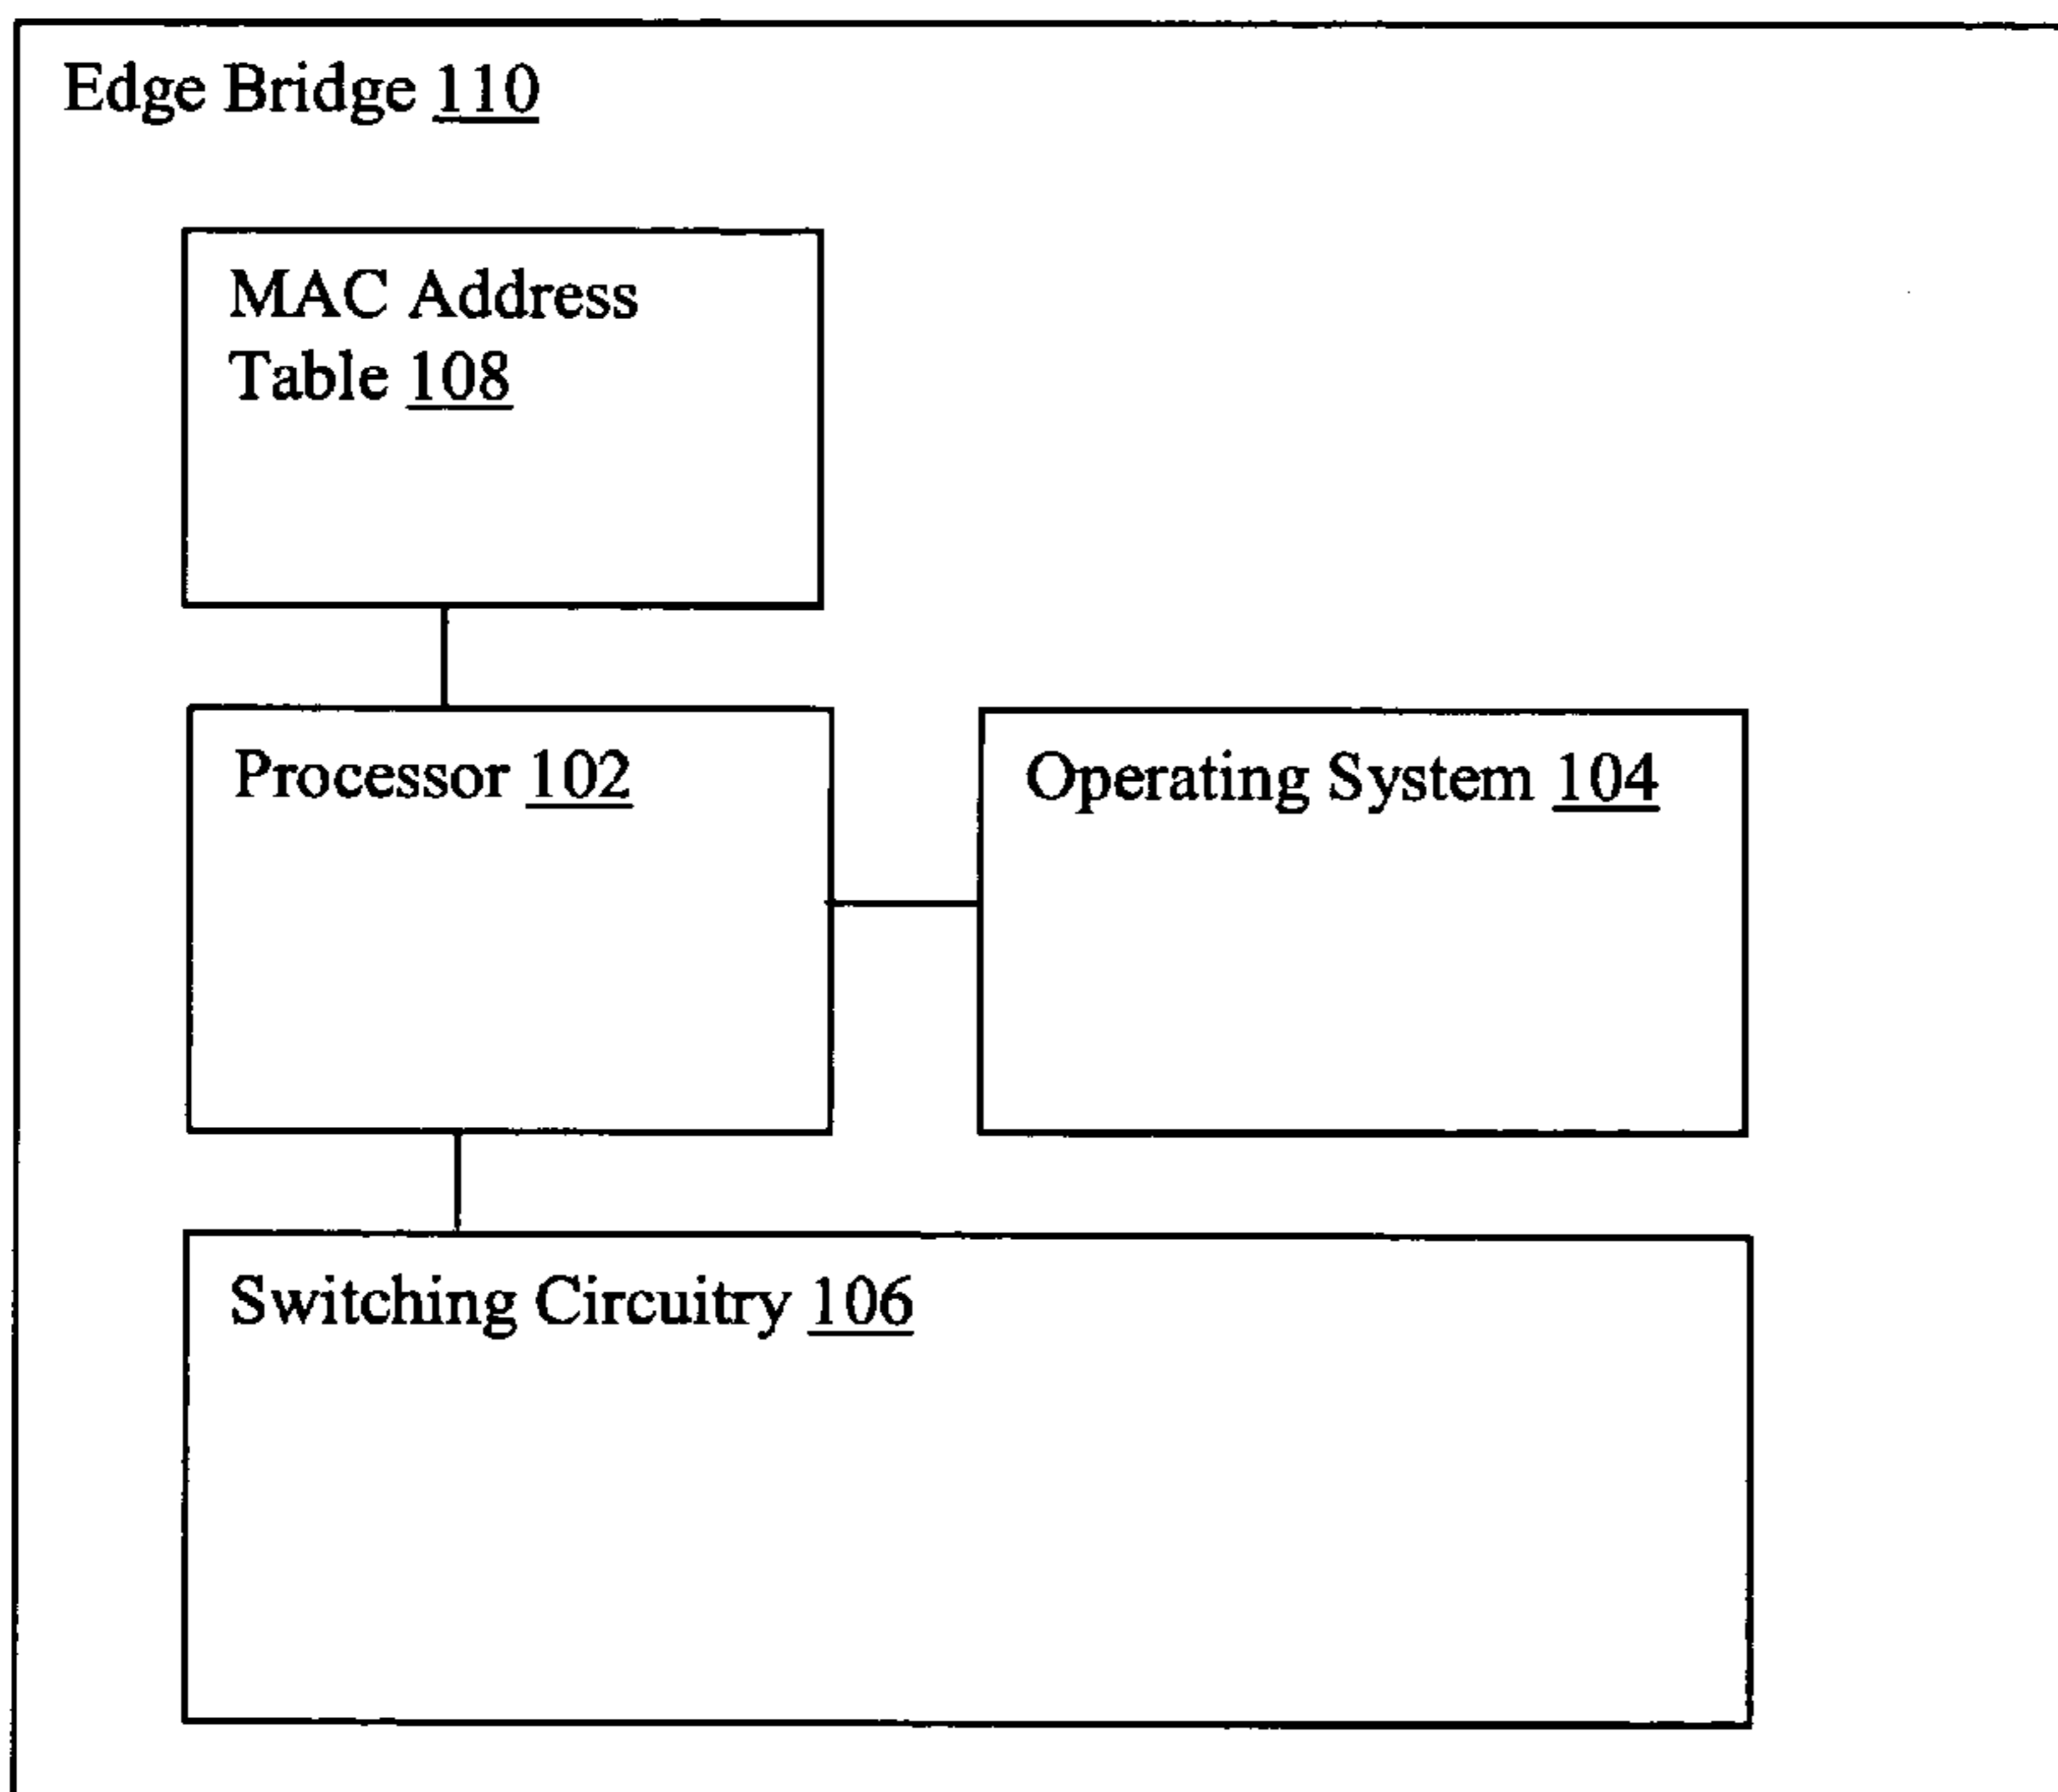 Edge Bridge 110
MAC Address
Table 108
Processor 102
Operating System 104
Switching Circuitry 106